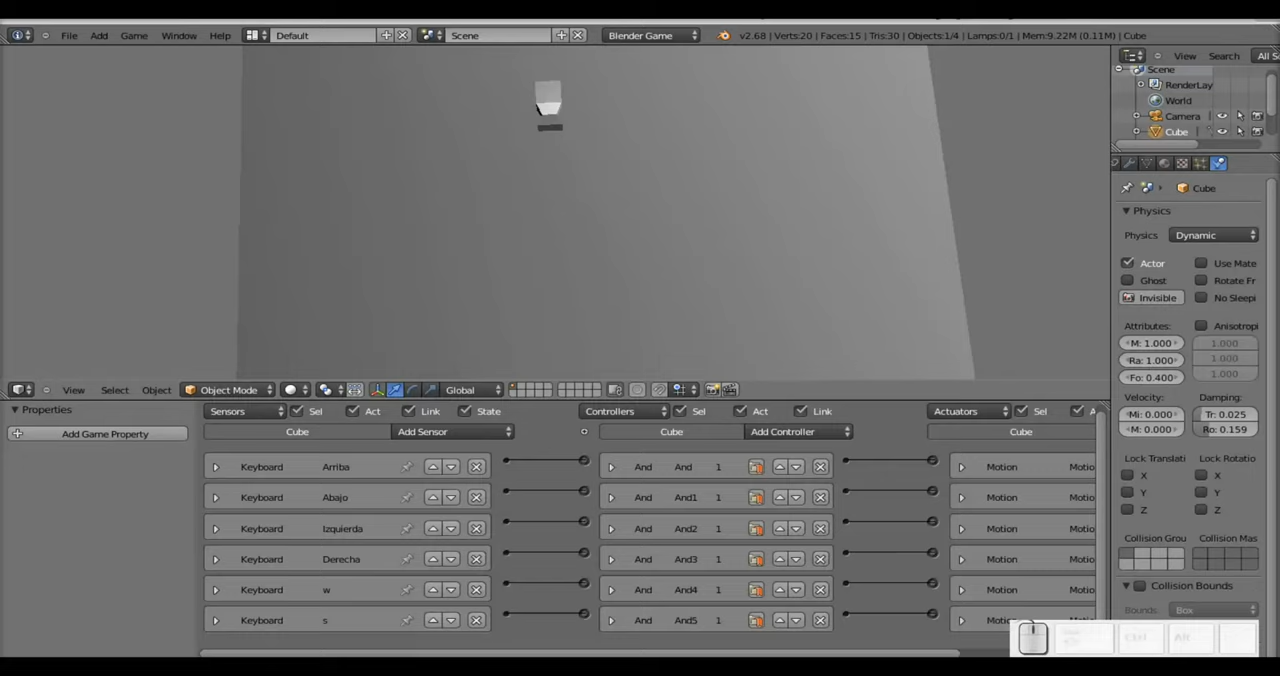 File Add Game Window Help Default Scene Blender Game v2.68 | Verts:20 | Faces:15 | Tris:30 | Objects:1/4 | Lamps:0/1 | Mem:9.22M (0.11M) | Cube
View Search All S
Scene
RenderLay
World
Camera
Cube
Cube
Physics
Physics Dynamic
Actor Use Mate
Ghost Rotate Fr
Invisible No Sleepi
Attributes: Anisotropi
M: 1.000 1.000
Ra: 1.000 1.000
Fo: 0.400 1.000
Velocity: Damping:
Mi: 0.000 Tr: 0.025
M: 0.000 Ro: 0.159
Lock Translati Lock Rotatio
X X
Y Y
Z Z
Collision Grou Collision Mas
Collision Bounds
Bounds: Box
View Select Object Object Mode Global
Properties
Add Game Property
Sensors Sel Act Link State Controllers Sel Act Link Actuators Sel A
Cube Add Sensor Cube Add Controller Cube
Keyboard Arriba And And 1 Motion Motio
Keyboard Abajo And And1 1 Motion Motio
Keyboard Izquierda And And2 1 Motion Motio
Keyboard Derecha And And3 1 Motion Motio
Keyboard w And And4 1 Motion Motio
Keyboard s And And5 1 Motion
Ctrl Alt